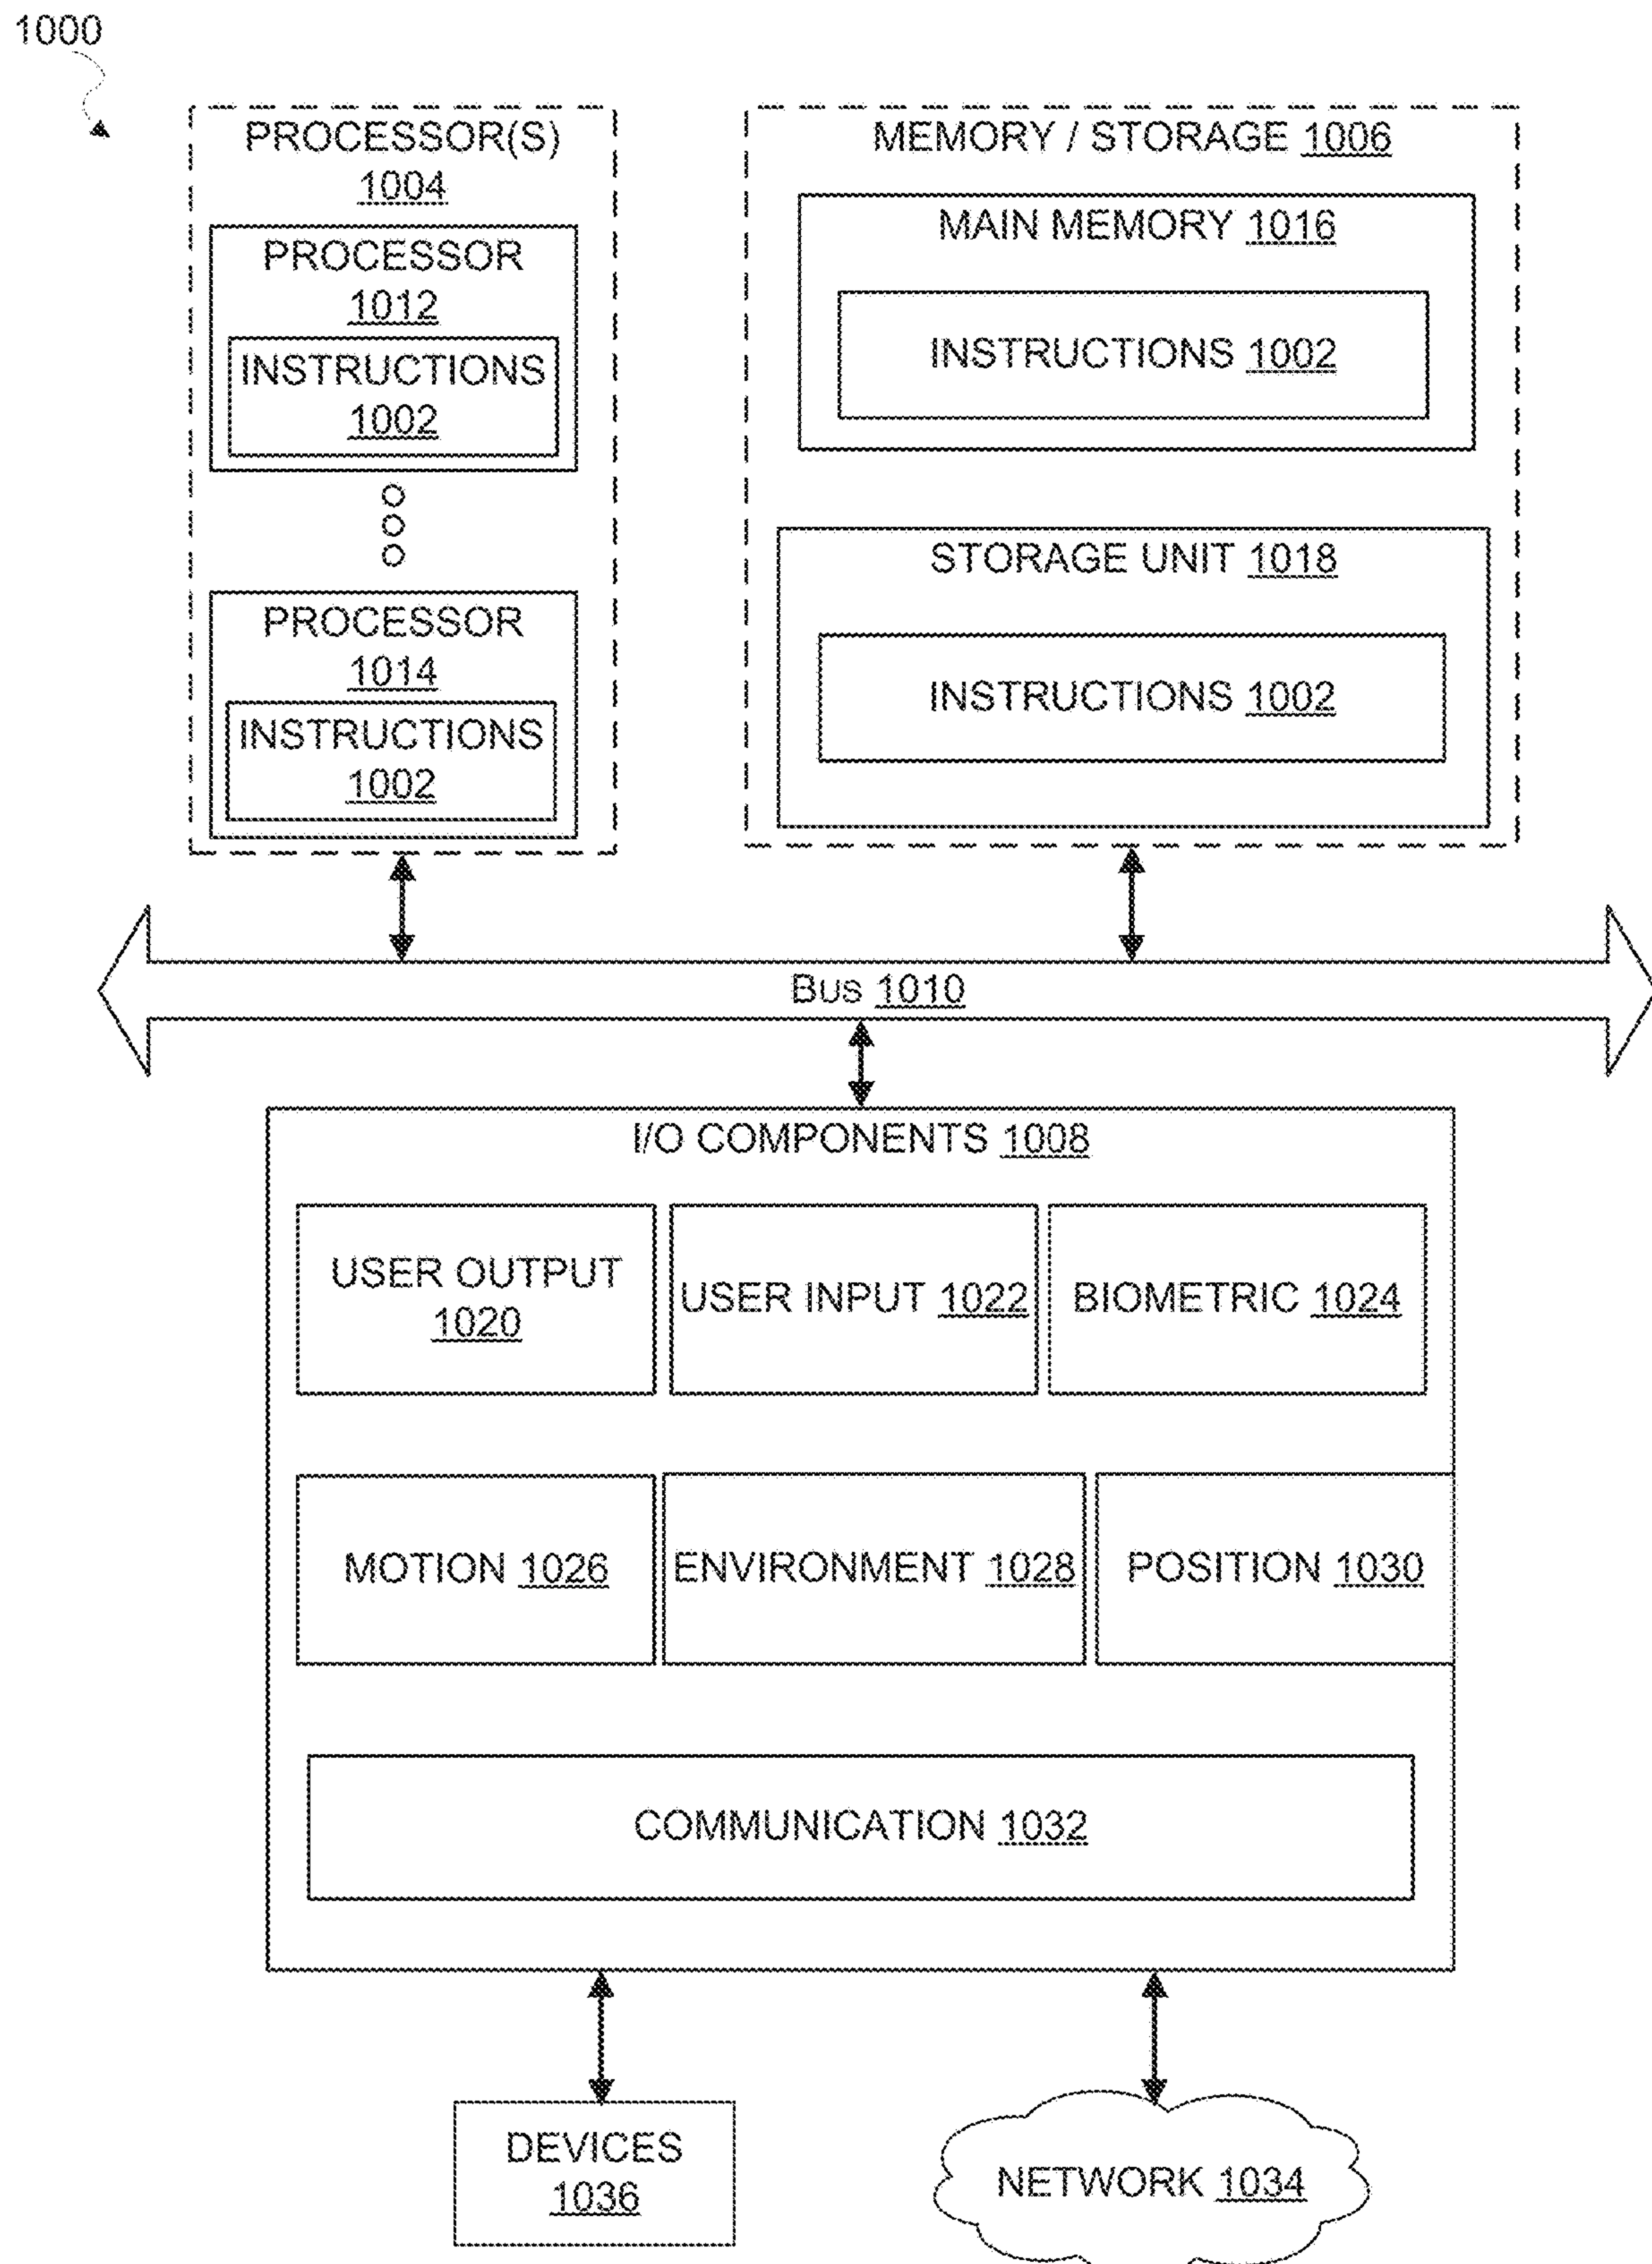 1000
PROCESSOR(S)
1004
PROCESSOR
1012
INSTRUCTIONS
1002
PROCESSOR
1014
INSTRUCTIONS
1002
MEMORY / STORAGE 1006
MAIN MEMORY 1016
INSTRUCTIONS 1002
STORAGE UNIT 1018
INSTRUCTIONS 1002
BUS 1010
I/O COMPONENTS 1008
USER OUTPUT
1020
USER INPUT 1022
BIOMETRIC 1024
MOTION 1026
ENVIRONMENT 1028
POSITION 1030
COMMUNICATION 1032
DEVICES
1036
NETWORK 1034